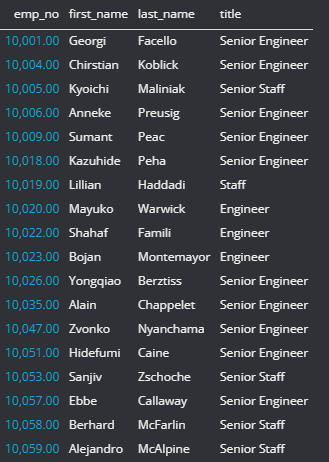 emp_no first_name last_name title
10,001.00 Georgi Facello Senior Engineer
10,004.00 Chirstian Koblick Senior Engineer
10,005.00 Kyoichi Maliniak Senior Staff
10,006.00 Anneke Preusig Senior Engineer
10,009.00 Sumant Peac Senior Engineer
10,018.00 Kazuhide Peha Senior Engineer
10,019.00 Lillian Haddadi Staff
10,020.00 Mayuko Warwick Engineer
10,022.00 Shahaf Famili Engineer
10,023.00 Bojan Montemayor Engineer
10,026.00 Yongqiao Berztiss Senior Engineer
10,035.00 Alain Chappelet Senior Engineer
10,047.00 Zvonko Nyanchama Senior Engineer
10,051.00 Hidefumi Caine Senior Engineer
10,053.00 Sanjiv Zschoche Senior Staff
10,057.00 Ebbe Callaway Senior Engineer
10,058.00 Berhard McFarlin Senior Staff
10,059.00 Alejandro McAlpine Senior Staff